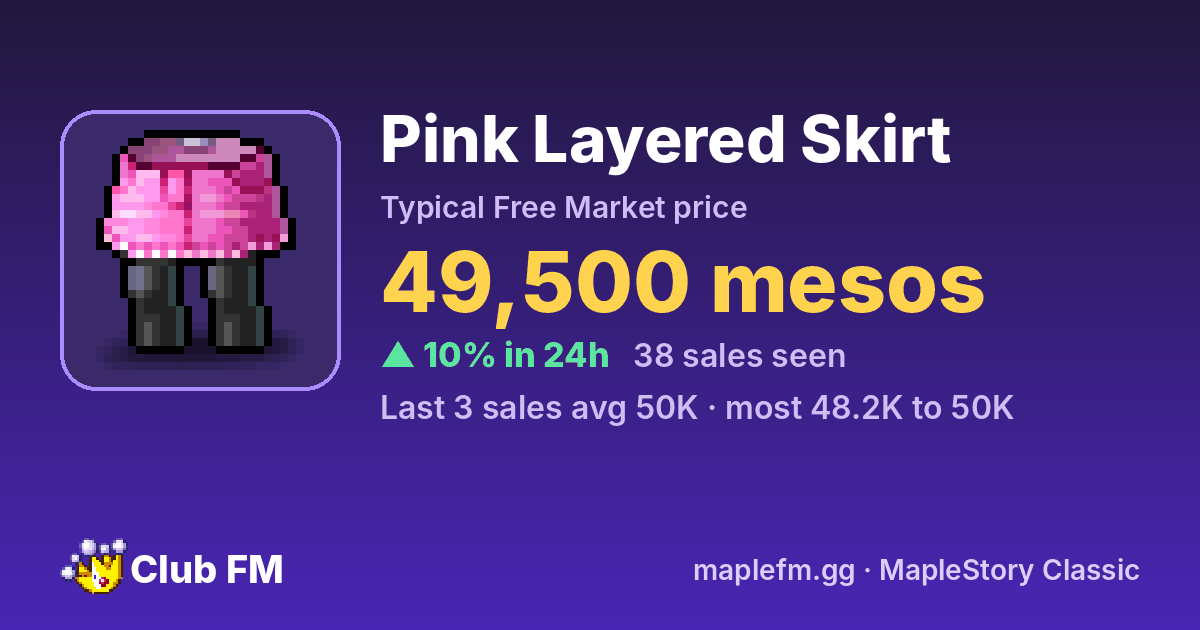 Pink Layered Skirt
Typical Free Market price
49,500 mesos
▲ 10% in 24h 38 sales seen
Last 3 sales avg 50K · most 48.2K to 50K
Club FM
maplefm.gg · MapleStory Classic